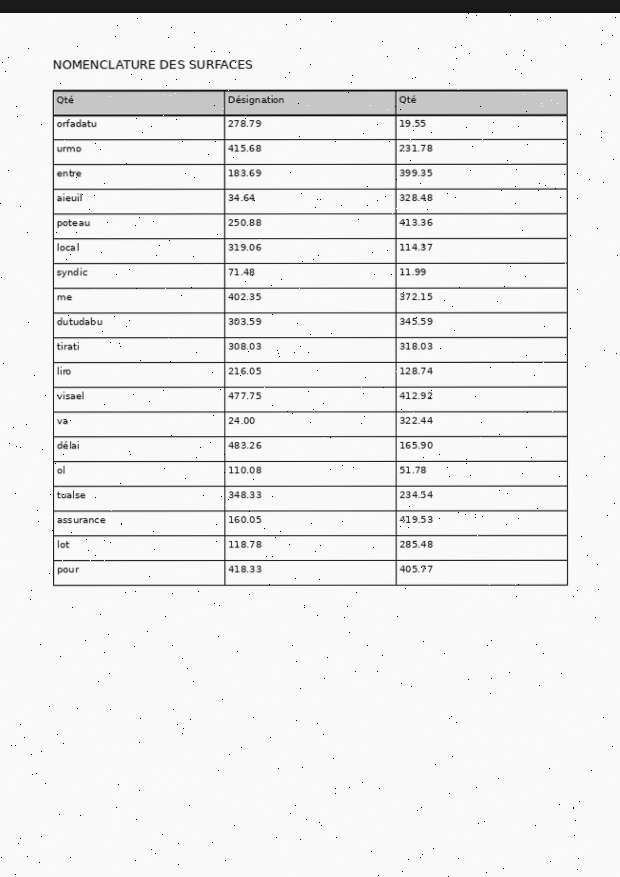 NOMENCLATURE DES SURFACES
Qté Désignation Qté
orfadatu 278.79 19.55
urmo 415.68 231.78
entre 183.69 399.35
aieuif 34.64 328.48
poteau 250.88 413.36
local 319.06 114.37
syndic 71.48 11.99
me 402.35 372.15
dutudabu 303.59 345.59
tirati 308.03 318.03
liro 216.05 128.74
visael 477.75 412.92
va 24.00 322.44
délai 483.26 165.90
ol 110.08 51.78
tualse 348.33 234.54
assurance 160.05 419.53
lot 118.78 285.48
pour 418.33 405.77